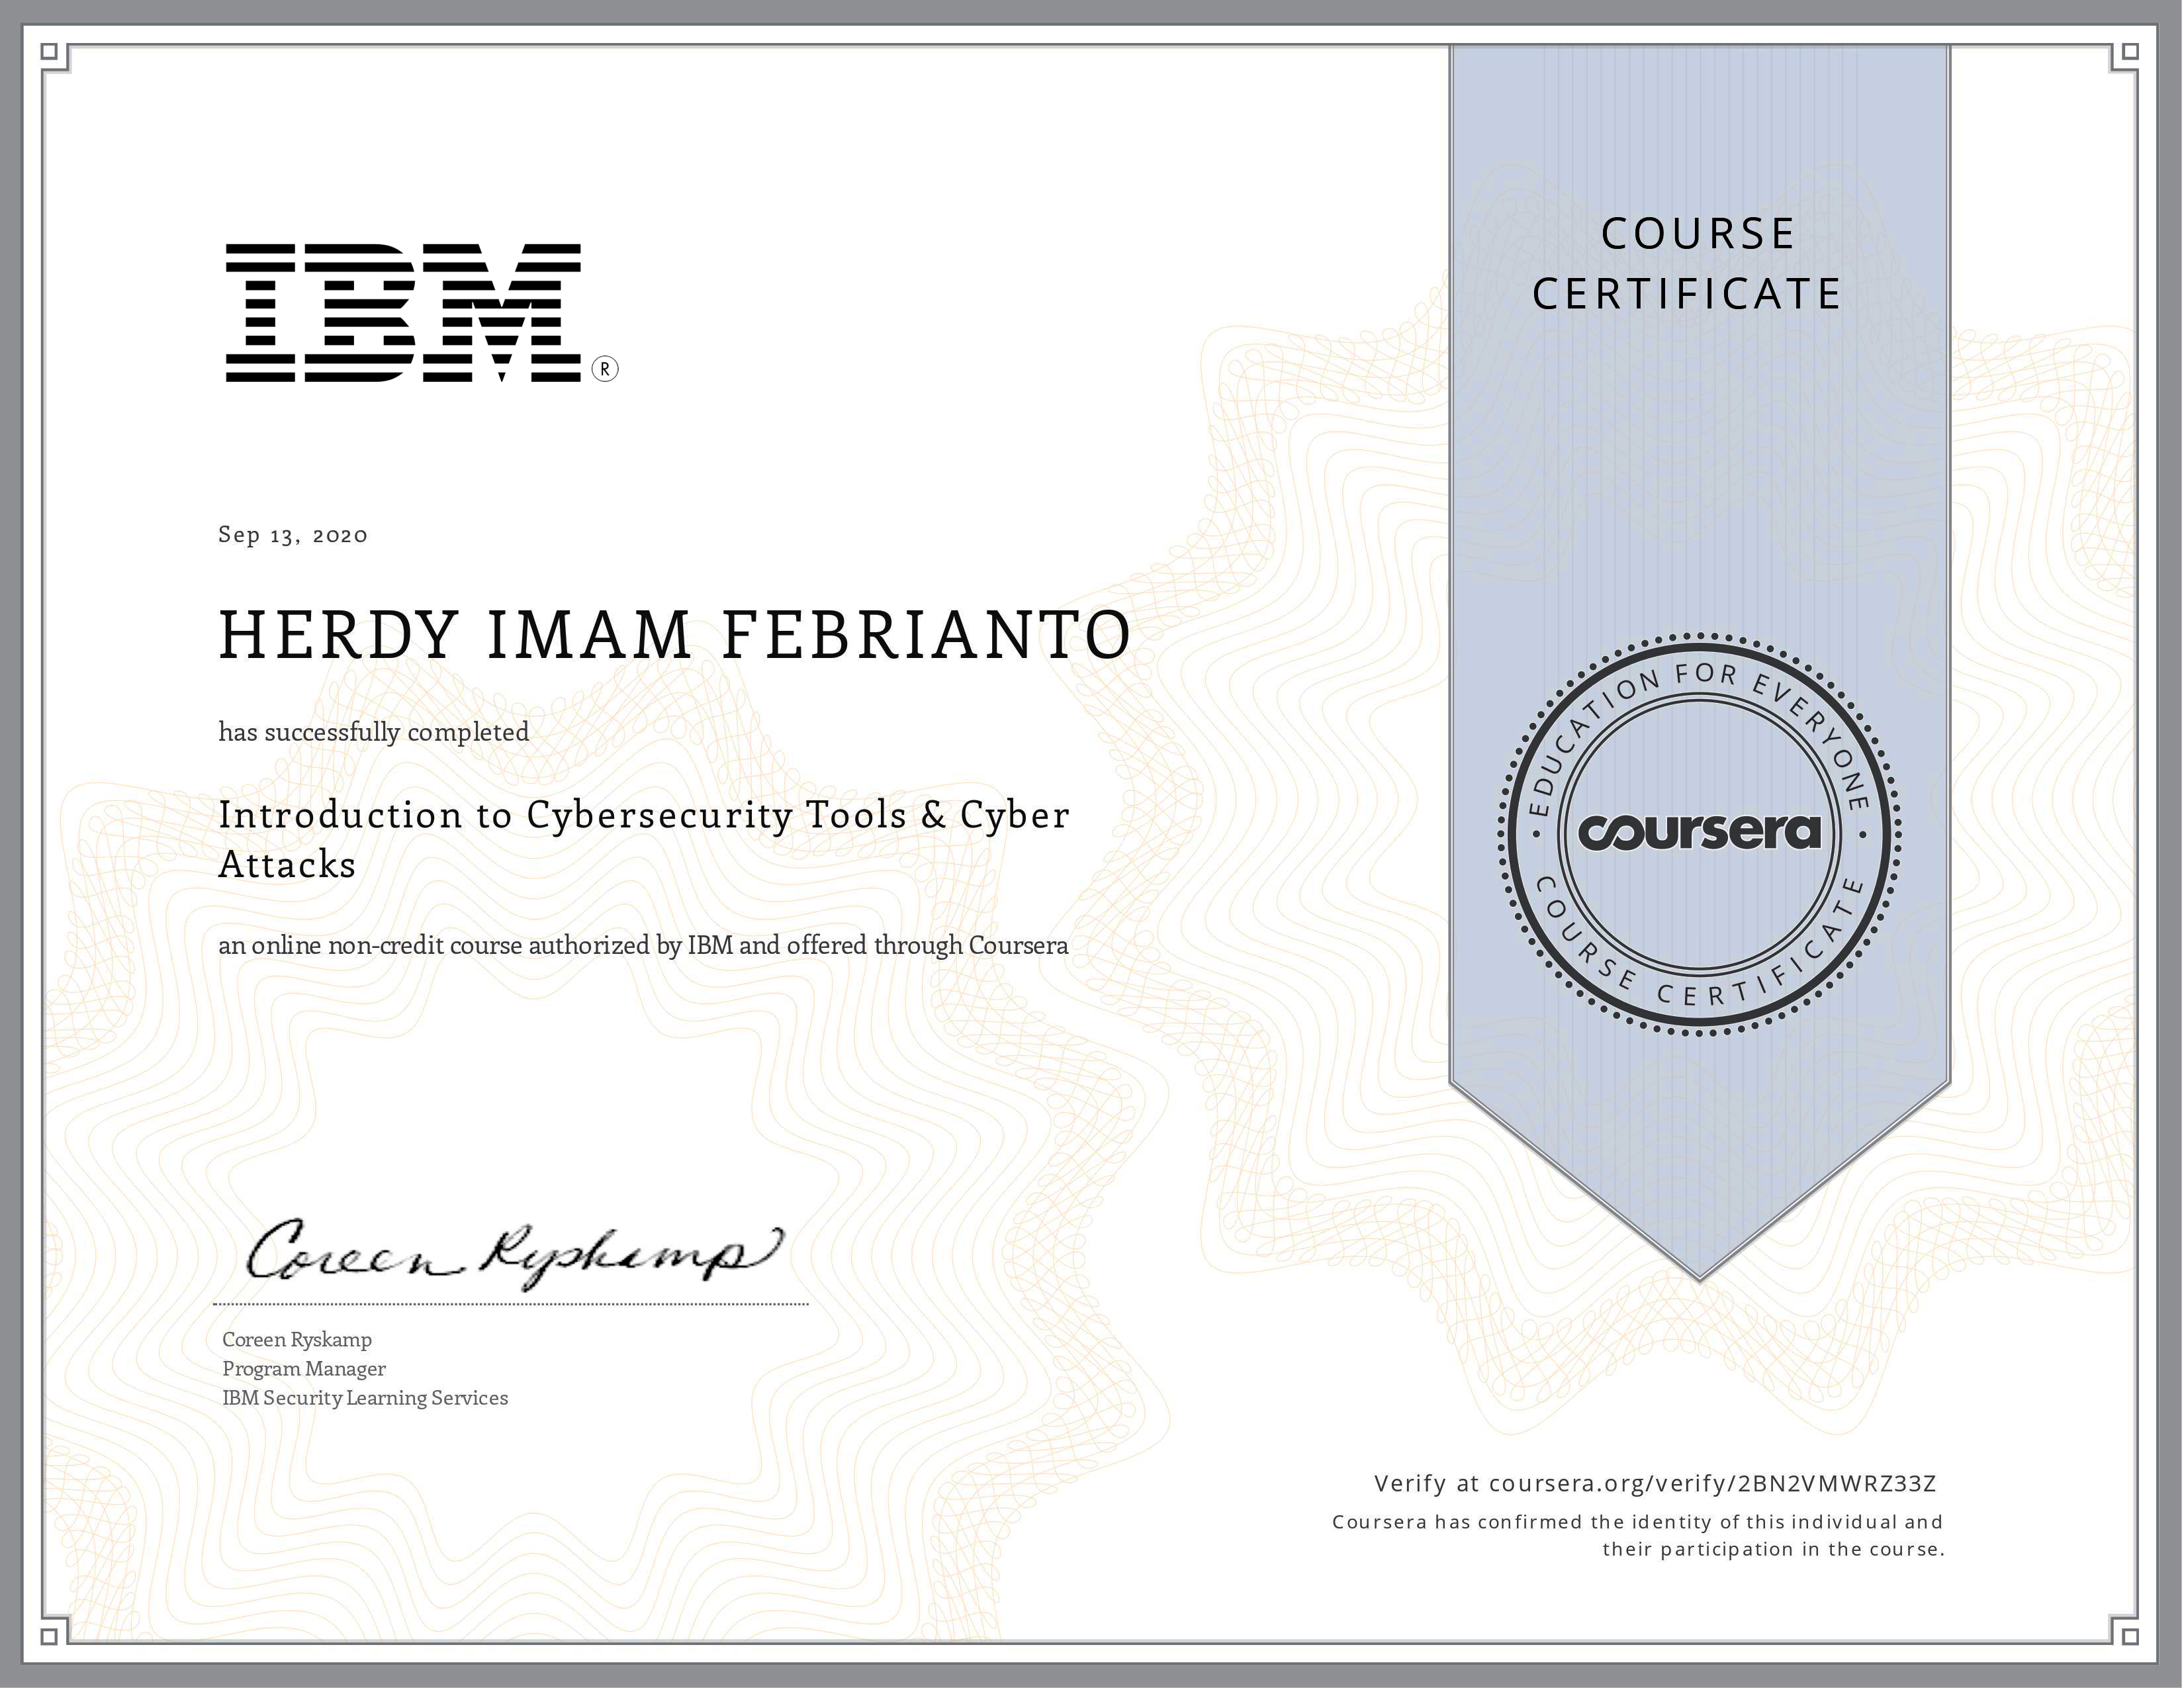 IBM®
COURSE
CERTIFICATE
Sep 13, 2020
HERDY IMAM FEBRIANTO
has successfully completed
Introduction to Cybersecurity Tools & Cyber
Attacks
an online non-credit course authorized by IBM and offered through Coursera
EDUCATION FOR EVERYONE
coursera
COURSE CERTIFICATE
Coreen Ryskamp
Coreen Ryskamp
Program Manager
IBM Security Learning Services
Verify at coursera.org/verify/2BN2VMWRZ33Z
Coursera has confirmed the identity of this individual and
their participation in the course.